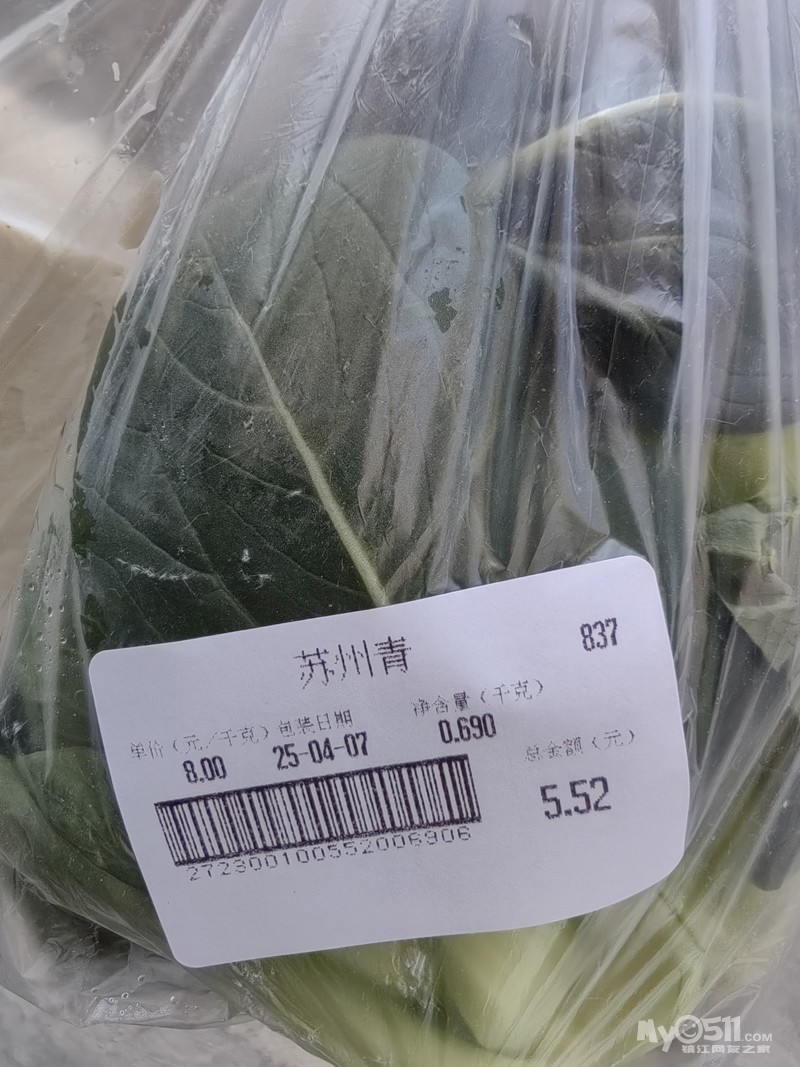 苏州青
837
单价（元/千克） 包装日期 净含量（千克）
8.00 25-04-07 0.690
总金额（元）
5.52
272300100552006906
My0511.COM
镇江网友之家